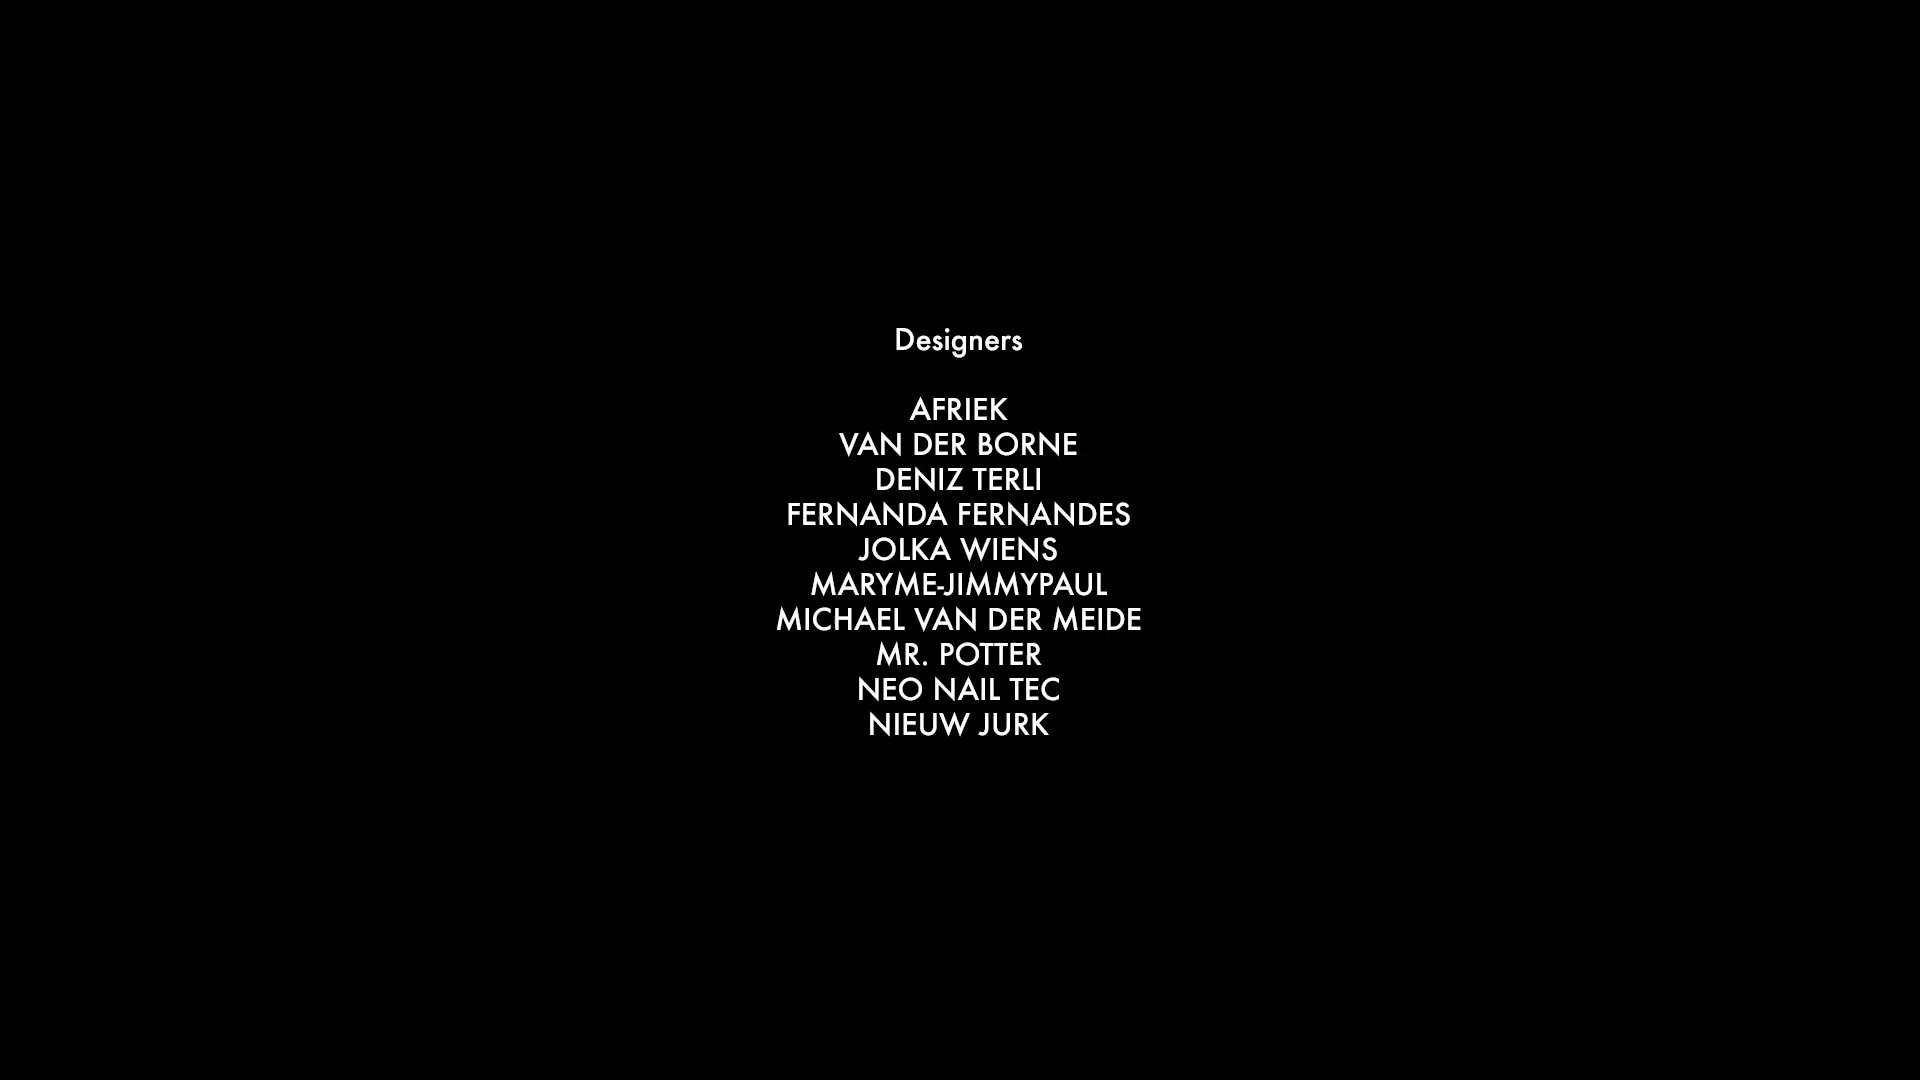 Designers
AFRIEK
VAN DER BORNE
DENIZ TERLI
FERNANDA FERNANDES
JOLKA WIENS
MARYME-JIMMYPAUL
MICHAEL VAN DER MEIDE
MR. POTTER
NEO NAIL TEC
NIEUW JURK